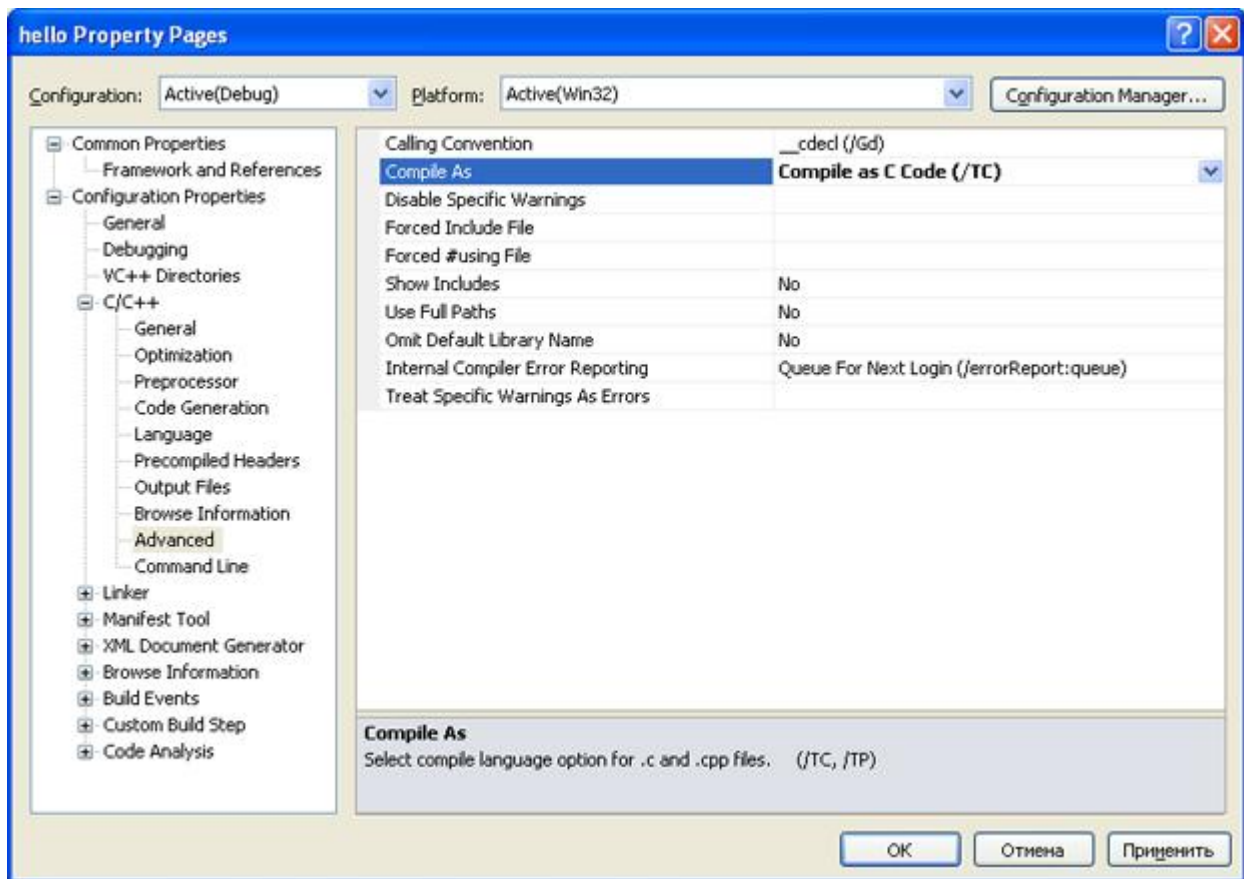 hello Property Pages
Configuration: Active(Debug) Platform: Active(Win32) Configuration Manager...
Common Properties
Framework and References
Configuration Properties
General
Debugging
VC++ Directories
C/C++
General
Optimization
Preprocessor
Code Generation
Language
Precompiled Headers
Output Files
Browse Information
Advanced
Command Line
Linker
Manifest Tool
XML Document Generator
Browse Information
Build Events
Custom Build Step
Code Analysis
Calling Convention __cdecl (/Gd)
Compile As Compile as C Code (/TC)
Disable Specific Warnings
Forced Include File
Forced #using File
Show Includes No
Use Full Paths No
Omit Default Library Name No
Internal Compiler Error Reporting Queue For Next Login (/errorReport:queue)
Treat Specific Warnings As Errors
Compile As
Select compile language option for .c and .cpp files. (/TC, /TP)
OK Отмена Применить